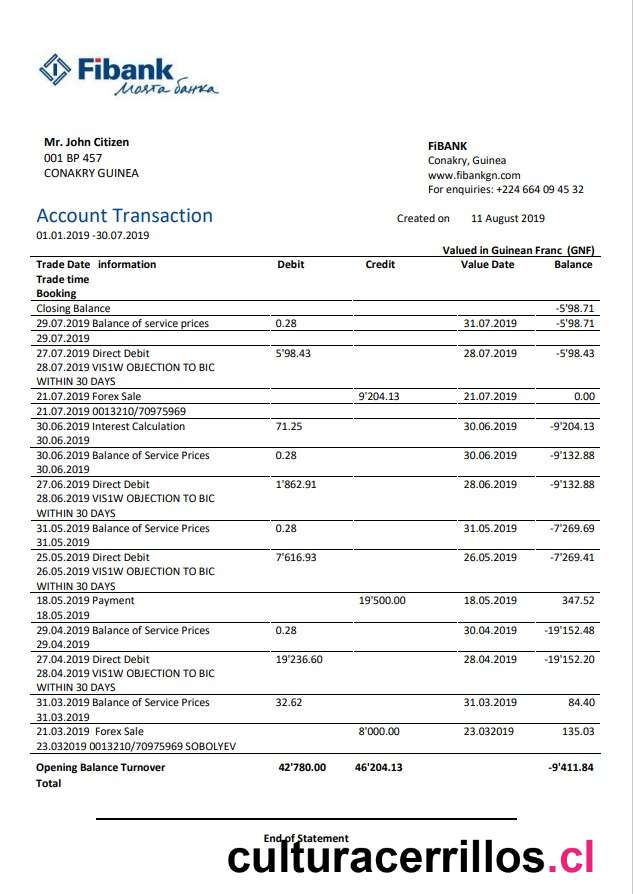 Fibank
Моята банка
Mr. John Citizen
001 BP 457
CONAKRY GUINEA
FiBANK
Conakry, Guinea
www.fibankgn.com
For enquiries: +224 664 09 45 32
Account Transaction
Created on 11 August 2019
01.01.2019 -30.07.2019
Valued in Guinean Franc (GNF)
Trade Date information Debit Credit Value Date Balance
Trade time
Booking
Closing Balance -5'98.71
29.07.2019 Balance of service prices 0.28 31.07.2019 -5'98.71
29.07.2019
27.07.2019 Direct Debit 5'98.43 28.07.2019 -5'98.43
28.07.2019 VIS1W OBJECTION TO BIC
WITHIN 30 DAYS
21.07.2019 Forex Sale 9'204.13 21.07.2019 0.00
21.07.2019 0013210/70975969
30.06.2019 Interest Calculation 71.25 30.06.2019 -9'204.13
30.06.2019
30.06.2019 Balance of Service Prices 0.28 30.06.2019 -9'132.88
30.06.2019
27.06.2019 Direct Debit 1'862.91 28.06.2019 -9'132.88
28.06.2019 VIS1W OBJECTION TO BIC
WITHIN 30 DAYS
31.05.2019 Balance of Service Prices 0.28 31.05.2019 -7'269.69
31.05.2019
25.05.2019 Direct Debit 7'616.93 26.05.2019 -7'269.41
26.05.2019 VIS1W OBJECTION TO BIC
WITHIN 30 DAYS
18.05.2019 Payment 19'500.00 18.05.2019 347.52
18.05.2019
29.04.2019 Balance of Service Prices 0.28 30.04.2019 -19'152.48
29.04.2019
27.04.2019 Direct Debit 19'236.60 28.04.2019 -19'152.20
28.04.2019 VIS1W OBJECTION TO BIC
WITHIN 30 DAYS
31.03.2019 Balance of Service Prices 32.62 31.03.2019 84.40
31.03.2019
21.03.2019 Forex Sale 8'000.00 23.032019 135.03
23.032019 0013210/70975969 SOBOLYEV
Opening Balance Turnover 42'780.00 46'204.13 -9'411.84
Total
End of Statement
culturacerrillos.cl